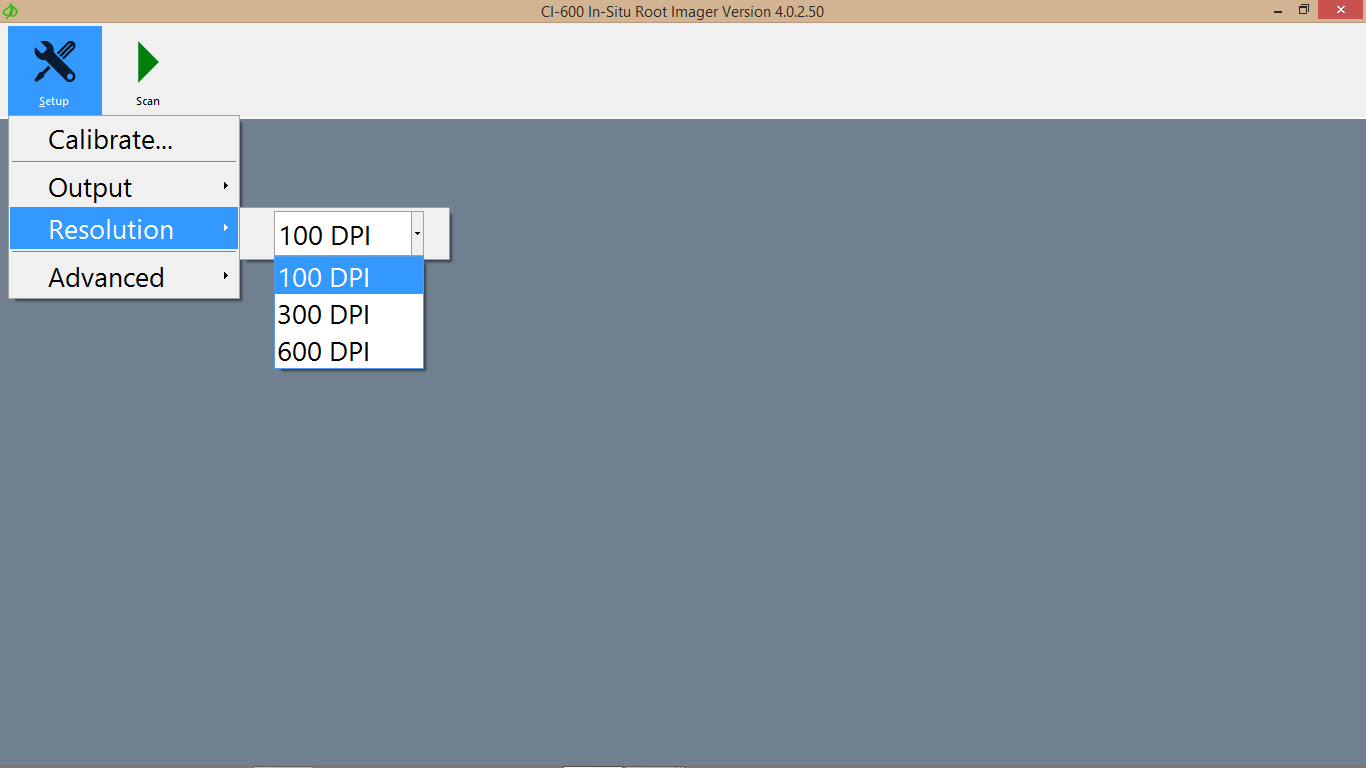 CI-600 In-Situ Root Imager Version 4.0.2.50
Setup
Scan
Calibrate...
Output
Resolution
Advanced
100 DPI
100 DPI
300 DPI
600 DPI